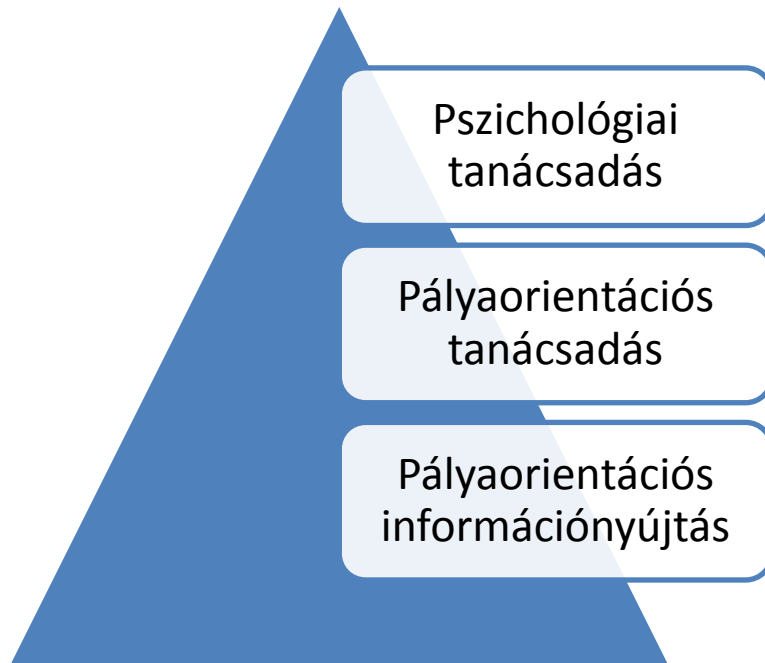 Pszichológiai
tanácsadás
Pályaorientációs
tanácsadás
Pályaorientációs
információnyújtás